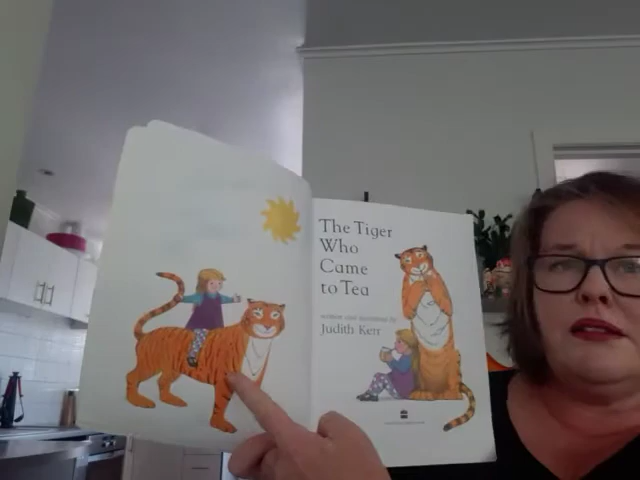 The Tiger
Who
Came
to Tea
written and illustrated by
Judith Kerr